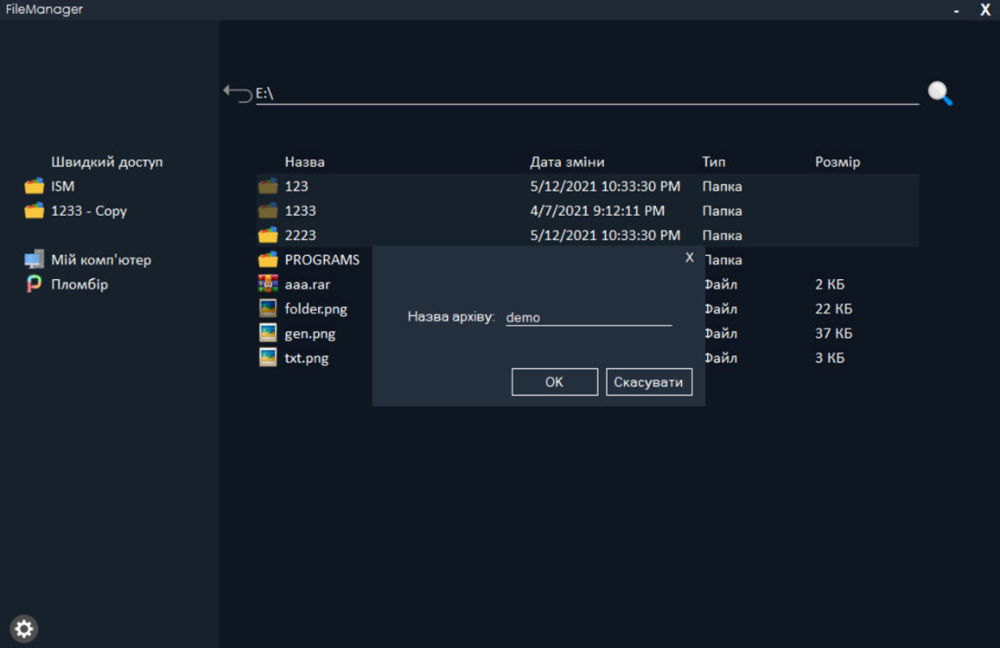 FileManager - X
E:\
Швидкий доступ
ISM
1233 - Copy
Мій комп'ютер
Пломбір
Назва Дата зміни Тип Розмір
123 5/12/2021 10:33:30 PM Папка
1233 4/7/2021 9:12:11 PM Папка
2223 5/12/2021 10:33:30 PM Папка
PROGRAMS Папка
aaa.rar Файл 2 КБ
folder.png Файл 22 КБ
gen.png Файл 37 КБ
txt.png Файл 3 КБ
X
Назва архіву: demo
OK Скасувати